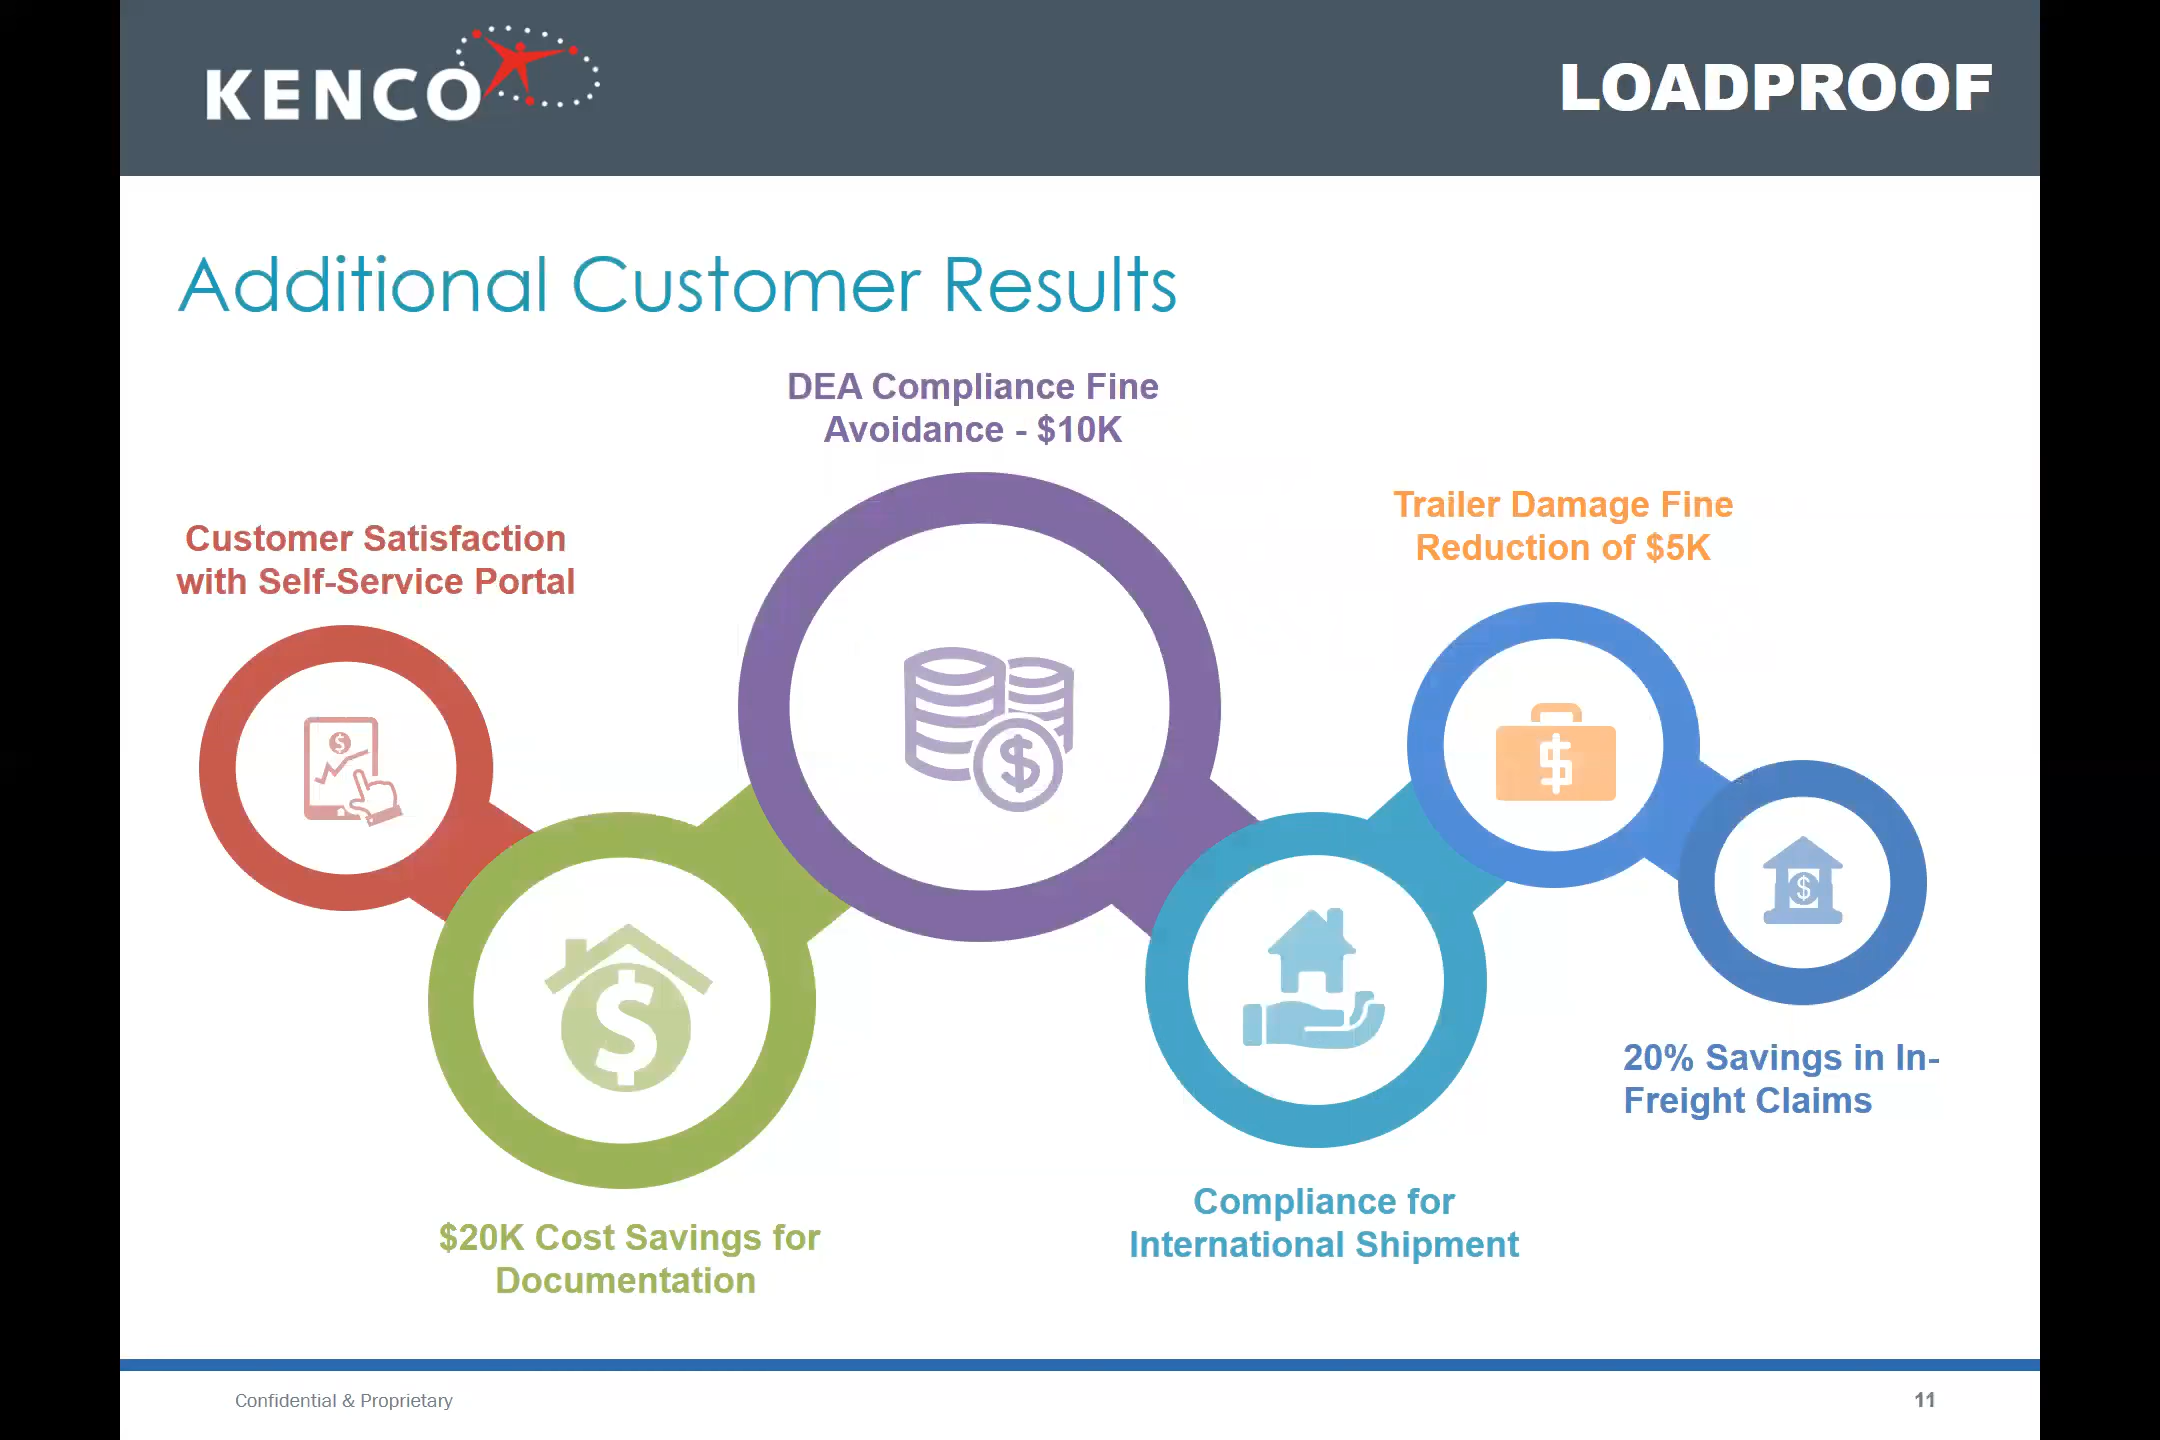 KENCO
LOADPROOF
Additional Customer Results
DEA Compliance Fine
Avoidance - $10K
Trailer Damage Fine
Reduction of $5K
Customer Satisfaction
with Self-Service Portal
$
$
$
$
$
20% Savings in In-
Freight Claims
Compliance for
International Shipment
$20K Cost Savings for
Documentation
Confidential & Proprietary
11